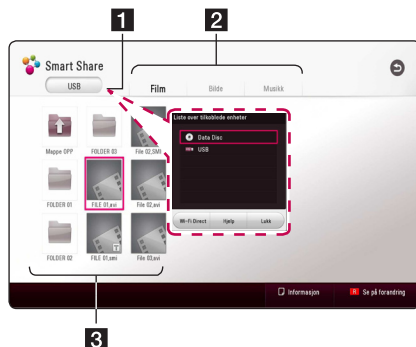 1
2
Smart Share
USB
Film
Bilde
Musikk
Liste over tilkoblede enheter
Data Disc
USB
Wi-Fi Direct
Hjelp
Lukk
Mappe OPP
FOLDER 03
File 02,SMI
FOLDER 01
FILE 01,avi
File 02,avi
FOLDER 02
FILE 01,smi
File 03,avi
T
Informasjon
R Se på forandring
3